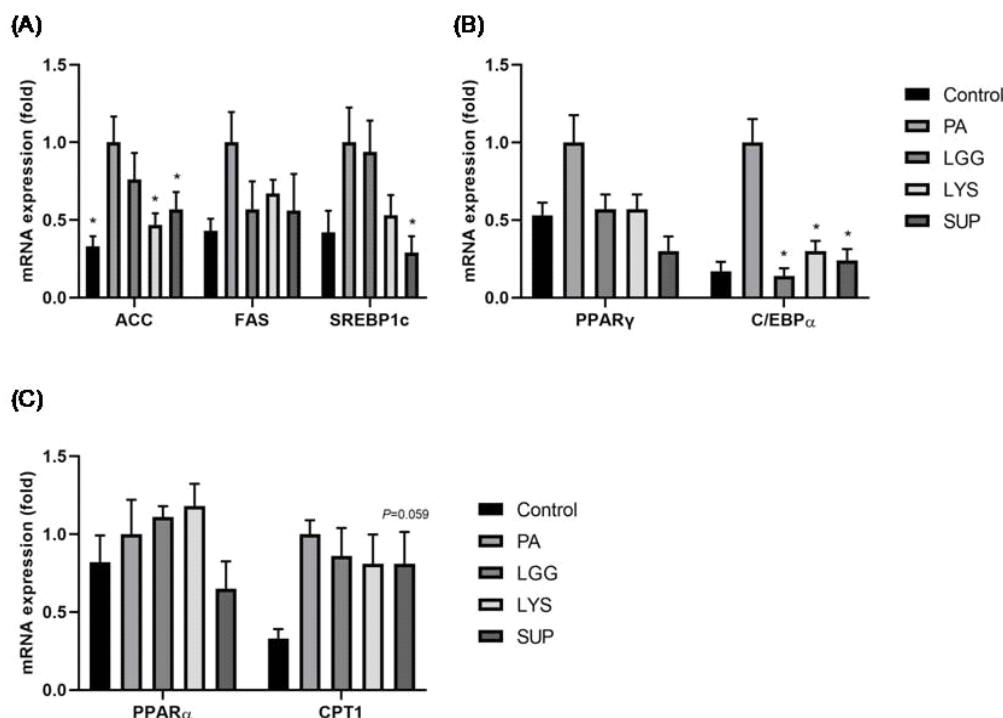 (A)
mRNA expression (fold)
1.5
1.0
0.5
0.0
*
*
*
*
ACC
FAS
SREBP1c
(B)
mRNA expression (fold)
1.5
1.0
0.5
0.0
*
*
*
PPARγ
C/EBPα
Control
PA
LGG
LYS
SUP
(C)
mRNA expression (fold)
1.5
1.0
0.5
0.0
P=0.059
PPARα
CPT1
Control
PA
LGG
LYS
SUP